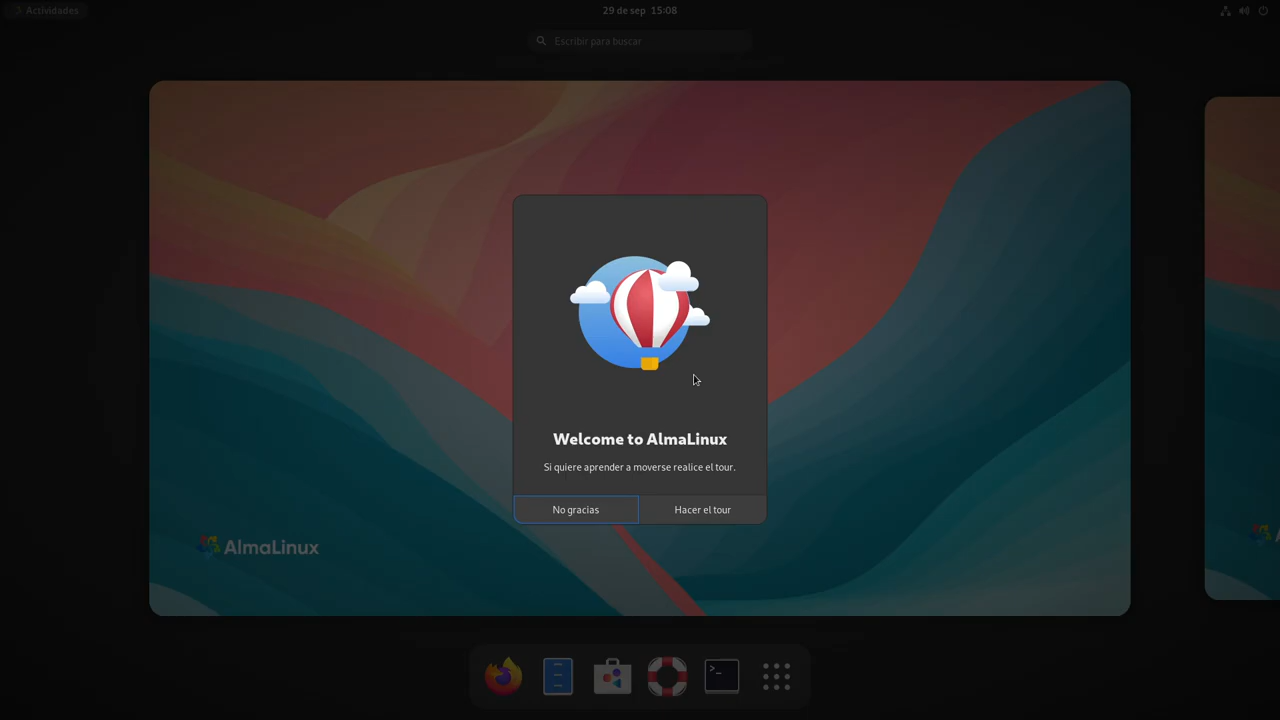 Actividades
29 de sep 15:08
Escribir para buscar
Welcome to AlmaLinux
Si quiere aprender a moverse realice el tour.
No gracias
Hacer el tour
AlmaLinux
>_